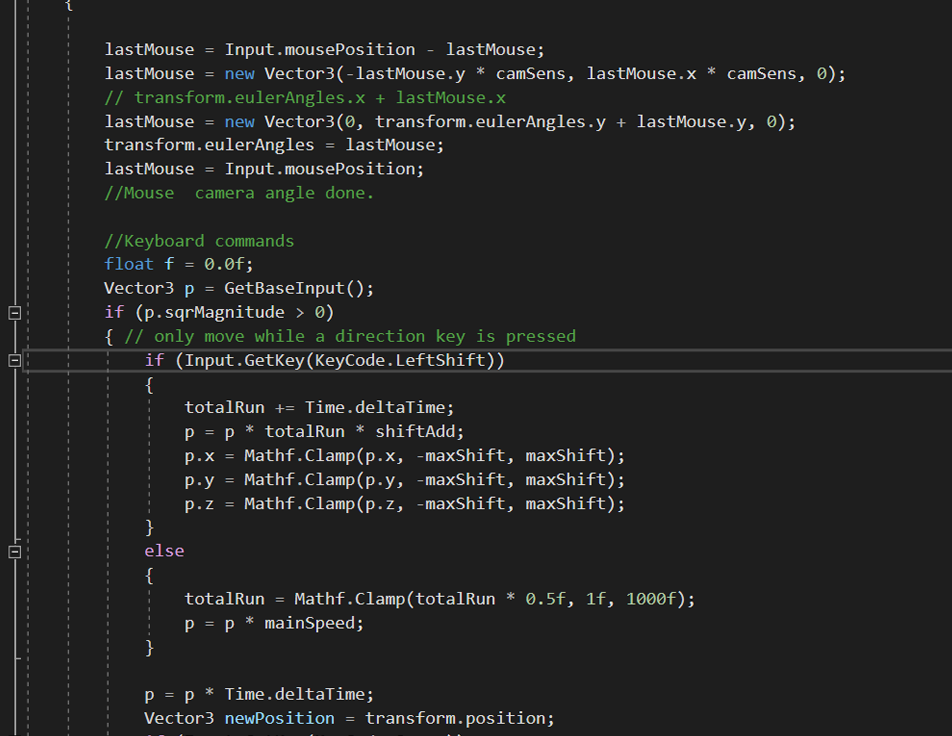 {
lastMouse = Input.mousePosition - lastMouse;
lastMouse = new Vector3(-lastMouse.y * camSens, lastMouse.x * camSens, 0);
// transform.eulerAngles.x + lastMouse.x
lastMouse = new Vector3(0, transform.eulerAngles.y + lastMouse.y, 0);
transform.eulerAngles = lastMouse;
lastMouse = Input.mousePosition;
//Mouse  camera angle done.
//Keyboard commands
float f = 0.0f;
Vector3 p = GetBaseInput();
if (p.sqrMagnitude > 0)
{ // only move while a direction key is pressed
if (Input.GetKey(KeyCode.LeftShift))
{
totalRun += Time.deltaTime;
p = p * totalRun * shiftAdd;
p.x = Mathf.Clamp(p.x, -maxShift, maxShift);
p.y = Mathf.Clamp(p.y, -maxShift, maxShift);
p.z = Mathf.Clamp(p.z, -maxShift, maxShift);
}
else
{
totalRun = Mathf.Clamp(totalRun * 0.5f, 1f, 1000f);
p = p * mainSpeed;
}
p = p * Time.deltaTime;
Vector3 newPosition = transform.position;